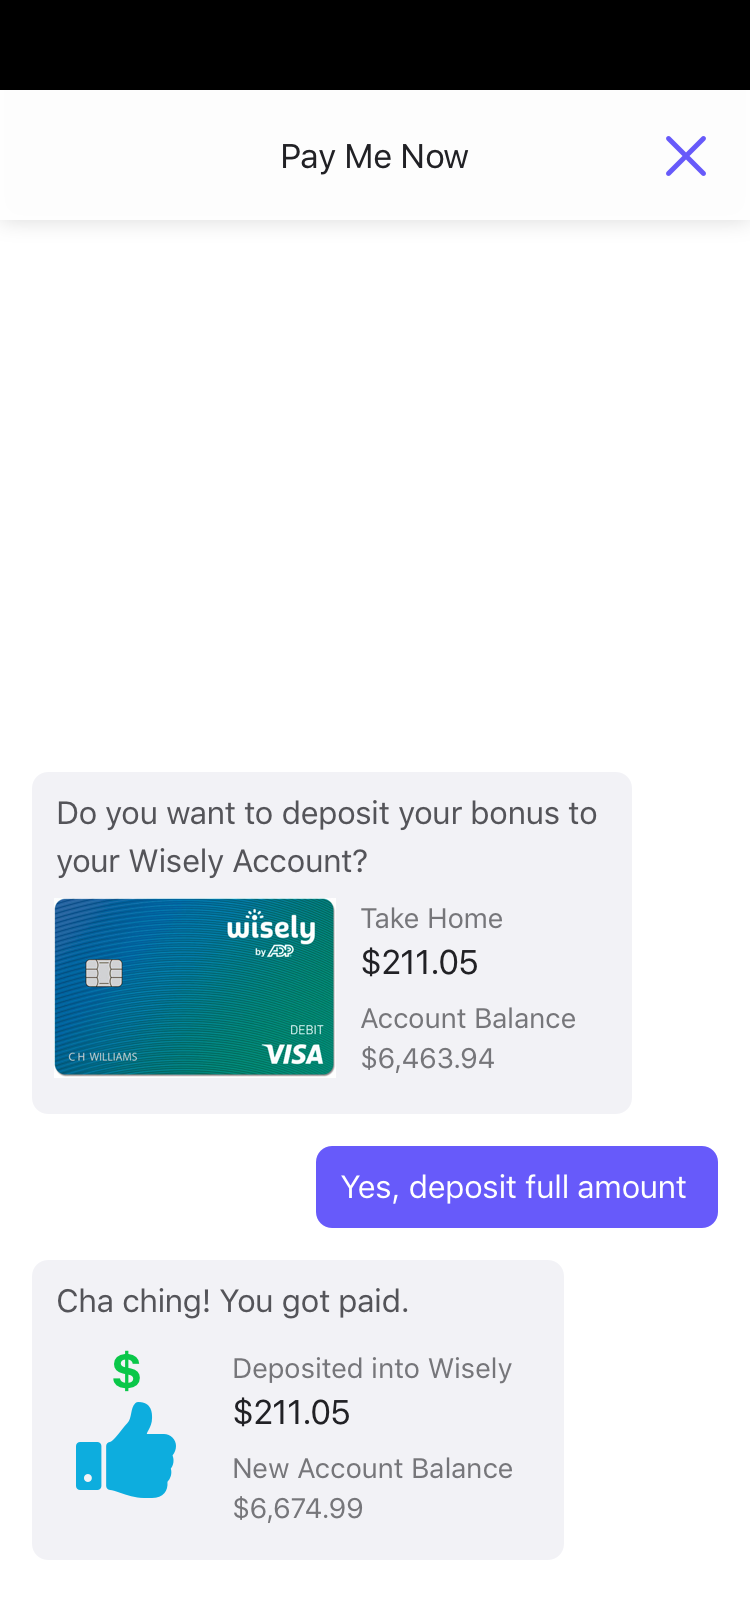 Pay Me Now
Do you want to deposit your bonus to
your Wisely Account?
wisely
by ADP
DEBIT
C H WILLIAMS
VISA
Take Home
$211.05
Account Balance
$6,463.94
Yes, deposit full amount
Cha ching! You got paid.
$
Deposited into Wisely
$211.05
New Account Balance
$6,674.99